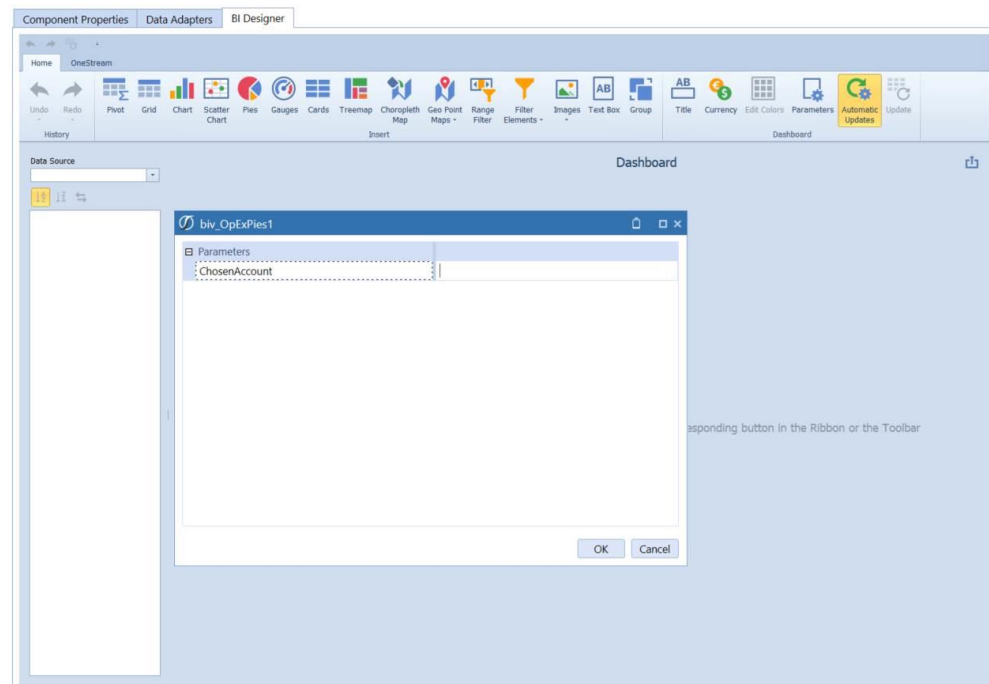 Component Properties Data Adapters BI Designer
Home OneStream
Undo Redo Pivot Grid Chart Scatter Chart Pies Gauges Cards Treemap Choropleth Map Geo Point Maps Range Filter Filter Elements Images Text Box Group Title Currency Edit Colors Parameters Automatic Updates Update
History Insert Dashboard
Data Source Dashboard
biv_OpExPies1
Parameters
ChosenAccount
esponding button in the Ribbon or the Toolbar
OK Cancel